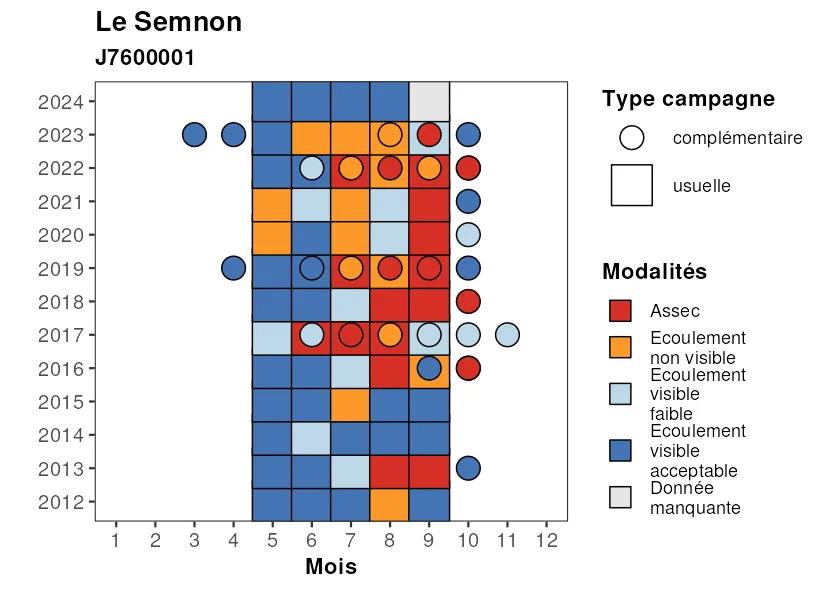 Le Semnon
J7600001
2024
2023
2022
2021
2020
2019
2018
2017
2016
2015
2014
2013
2012
1 2 3 4 5 6 7 8 9 10 11 12
Mois
Type campagne
complémentaire
usuelle
Modalités
Assec
Ecoulement
non visible
Ecoulement
visible
faible
Ecoulement
visible
acceptable
Donnée
manquante